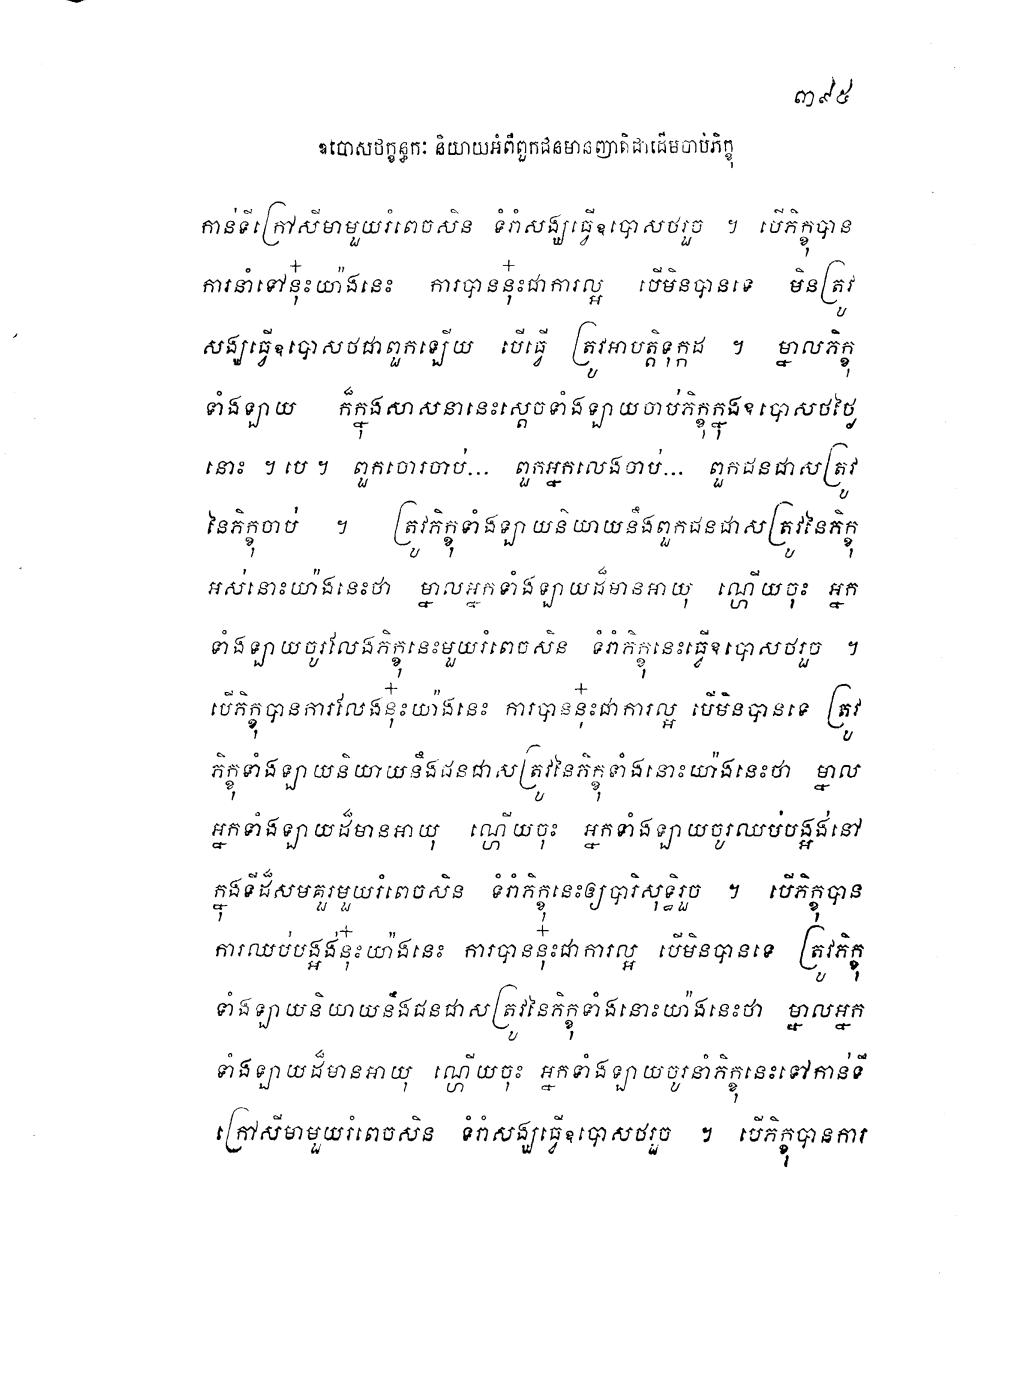 ៣៩៥
ឧបោសថក្ខន្ធកៈ និយាយអំពីពួកជនមានញាតិជាដើមចាប់ភិក្ខុ
កាន់ទីក្រៅសីមាមួយរំពេចសិន ទំរាំសង្ឃធ្វើឧបោសថរួច ។ បើភិក្ខុបាន
ការនាំទៅនុ៎ះយ៉ាងនេះ ការបាននុ៎ះជាការល្អ បើមិនបានទេ មិនត្រូវ
សង្ឃធ្វើឧបោសថជាពួកឡើយ បើធ្វើ ត្រូវអាបត្តិទុក្កដ ។ ម្នាលភិក្ខុ
ទាំងឡាយ ក៏ក្នុងសាសនានេះស្តេចទាំងឡាយចាប់ភិក្ខុក្នុងឧបោសថថ្ងៃ
នោះ ។ បេ ។ ពួកចោរចាប់... ពួកអ្នកលេងចាប់... ពួកជនជាសត្រូវ
នៃភិក្ខុចាប់ ។ ត្រូវភិក្ខុទាំងឡាយនិយាយនឹងពួកជនជាសត្រូវនៃភិក្ខុ
អស់នោះយ៉ាងនេះថា ម្នាលអ្នកទាំងឡាយដ៏មានអាយុ ណ្ហើយចុះ អ្នក
ទាំងឡាយចូរលែងភិក្ខុនេះមួយរំពេចសិន ទំរាំភិក្ខុនេះធ្វើឧបោសថរួច ។
បើភិក្ខុបានការលែងនុ៎ះយ៉ាងនេះ ការបាននុ៎ះជាការល្អ បើមិនបានទេ ត្រូវ
ភិក្ខុទាំងឡាយនិយាយនឹងជនជាសត្រូវនៃភិក្ខុទាំងនោះយ៉ាងនេះថា ម្នាល
អ្នកទាំងឡាយដ៏មានអាយុ ណ្ហើយចុះ អ្នកទាំងឡាយចូរឈប់បង្អង់នៅ
ក្នុងទីដ៏សមគួរមួយរំពេចសិន ទំរាំភិក្ខុនេះឲ្យបារិសុទ្ធិរួច ។ បើភិក្ខុបាន
ការឈប់បង្អង់នុ៎ះយ៉ាងនេះ ការបាននុ៎ះជាការល្អ បើមិនបានទេ ត្រូវភិក្ខុ
ទាំងឡាយនិយាយនឹងជនជាសត្រូវនៃភិក្ខុទាំងនោះយ៉ាងនេះថា ម្នាលអ្នក
ទាំងឡាយដ៏មានអាយុ ណ្ហើយចុះ អ្នកទាំងឡាយចូរនាំភិក្ខុនេះទៅកាន់ទី
ក្រៅសីមាមួយរំពេចសិន ទំរាំសង្ឃធ្វើឧបោសថរួច ។ បើភិក្ខុបានការ